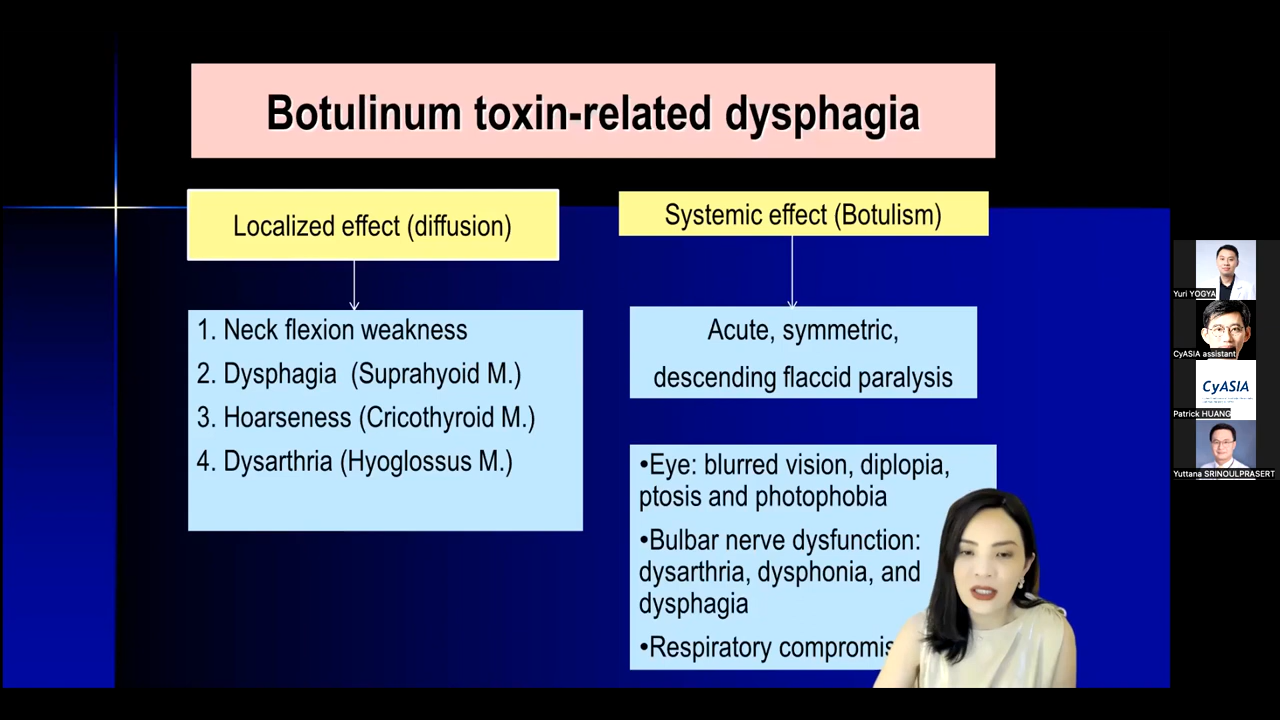 Botulinum toxin-related dysphagia
Localized effect (diffusion)
1. Neck flexion weakness
2. Dysphagia (Suprahyoid M.)
3. Hoarseness (Cricothyroid M.)
4. Dysarthria (Hyoglossus M.)
Systemic effect (Botulism)
Acute, symmetric,
descending flaccid paralysis
•Eye: blurred vision, diplopia,
ptosis and photophobia
•Bulbar nerve dysfunction:
dysarthria, dysphonia, and
dysphagia
•Respiratory compromis
Yuri YOGYA
CyASIA assistant
CyASIA
Patrick HUANG
Yuttana SRINOULPRASERT